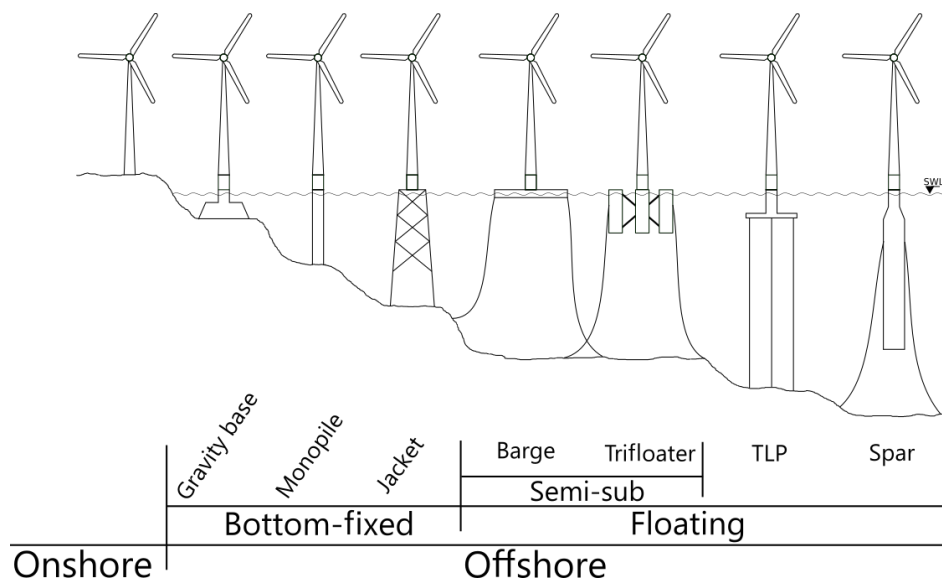 SWL
Gravity base
Monopile
Jacket
Barge
Trifloater
TLP
Spar
Semi-sub
Bottom-fixed
Floating
Onshore
Offshore